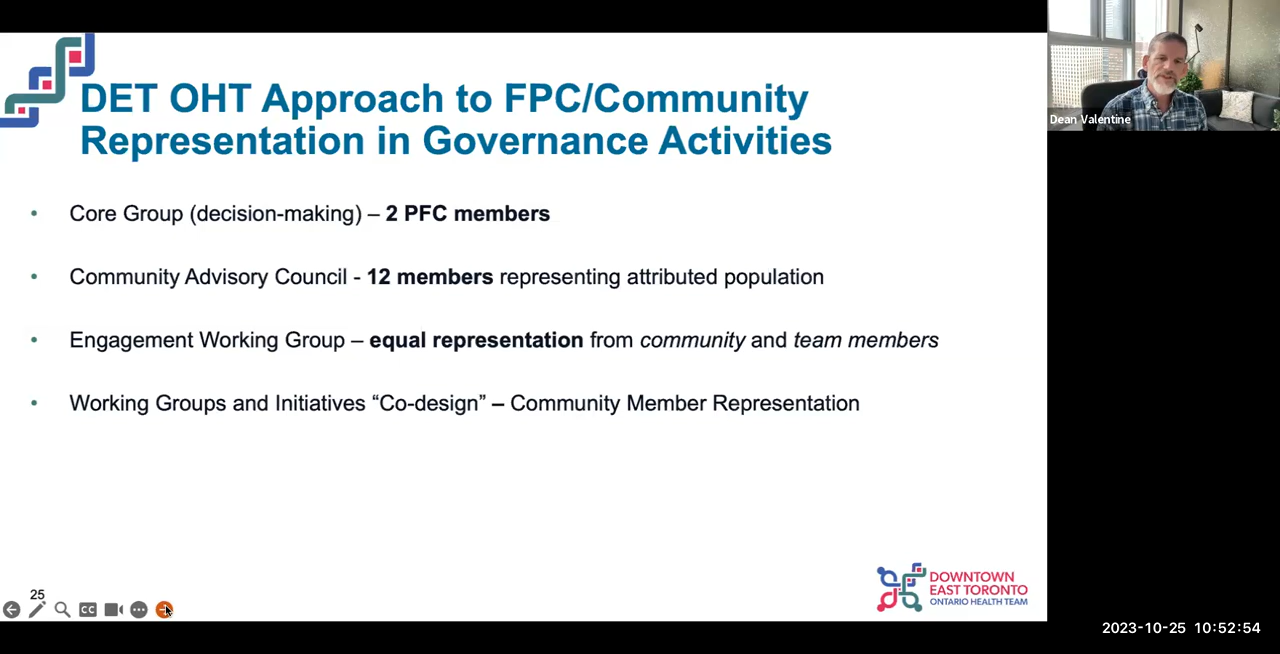 DET OHT Approach to FPC/Community
Representation in Governance Activities
• Core Group (decision-making) – 2 PFC members
• Community Advisory Council - 12 members representing attributed population
• Engagement Working Group – equal representation from community and team members
• Working Groups and Initiatives “Co-design” – Community Member Representation
25
CC
DOWNTOWN
EAST TORONTO
ONTARIO HEALTH TEAM
Dean Valentine
2023-10-25 10:52:54